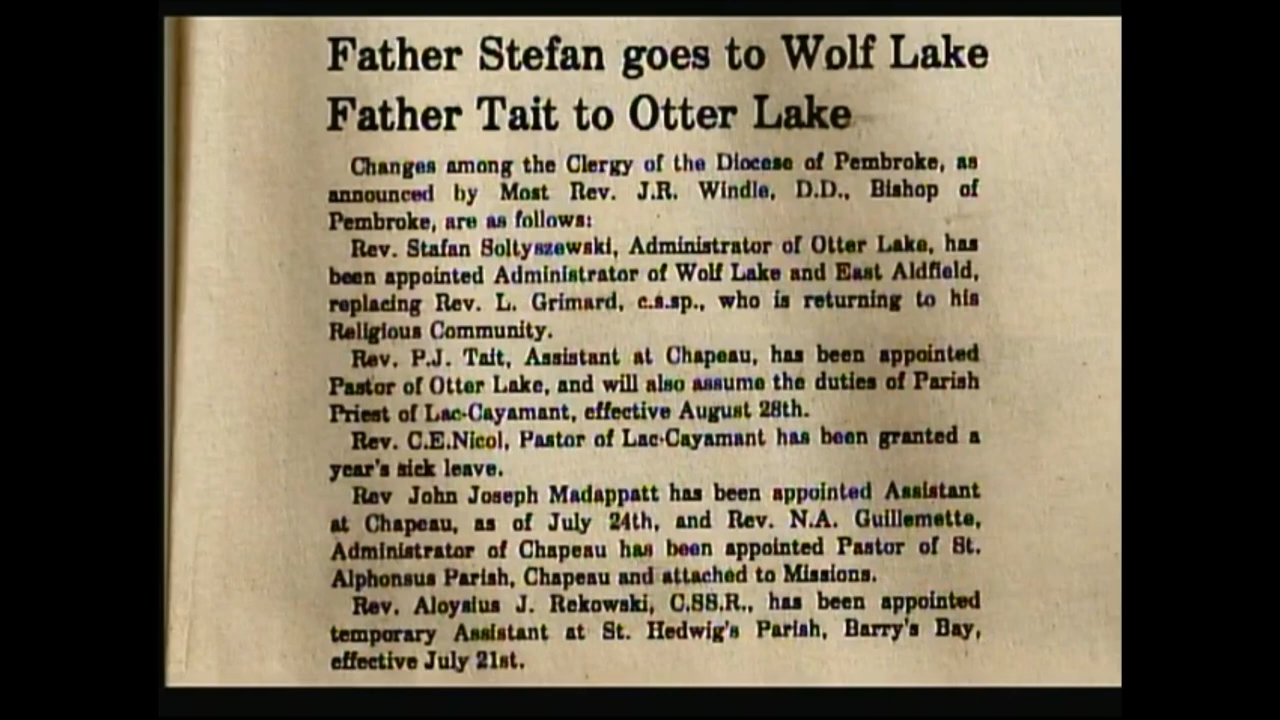 Father Stefan goes to Wolf Lake
Father Tait to Otter Lake
Changes among the Clergy of the Diocese of Pembroke, as
announced by Most Rev. J.R. Windle, D.D., Bishop of
Pembroke, are as follows:
Rev. Stafan Soltyszewski, Administrator of Otter Lake, has
been appointed Administrator of Wolf Lake and East Aldfield,
replacing Rev. L. Grimard, c.s.sp., who is returning to his
Religious Community.
Rev. P.J. Tait, Assistant at Chapeau, has been appointed
Pastor of Otter Lake, and will also assume the duties of Parish
Priest of Lac-Cayamant, effective August 28th.
Rev. C.E.Nicol, Pastor of Lac-Cayamant has been granted a
year's sick leave.
Rev John Joseph Madappatt has been appointed Assistant
at Chapeau, as of July 24th, and Rev. N.A. Guillemette,
Administrator of Chapeau has been appointed Pastor of St.
Alphonsus Parish, Chapeau and attached to Missions.
Rev. Aloysius J. Rekowski, C.SS.R., has been appointed
temporary Assistant at St. Hedwig's Parish, Barry's Bay,
effective July 21st.